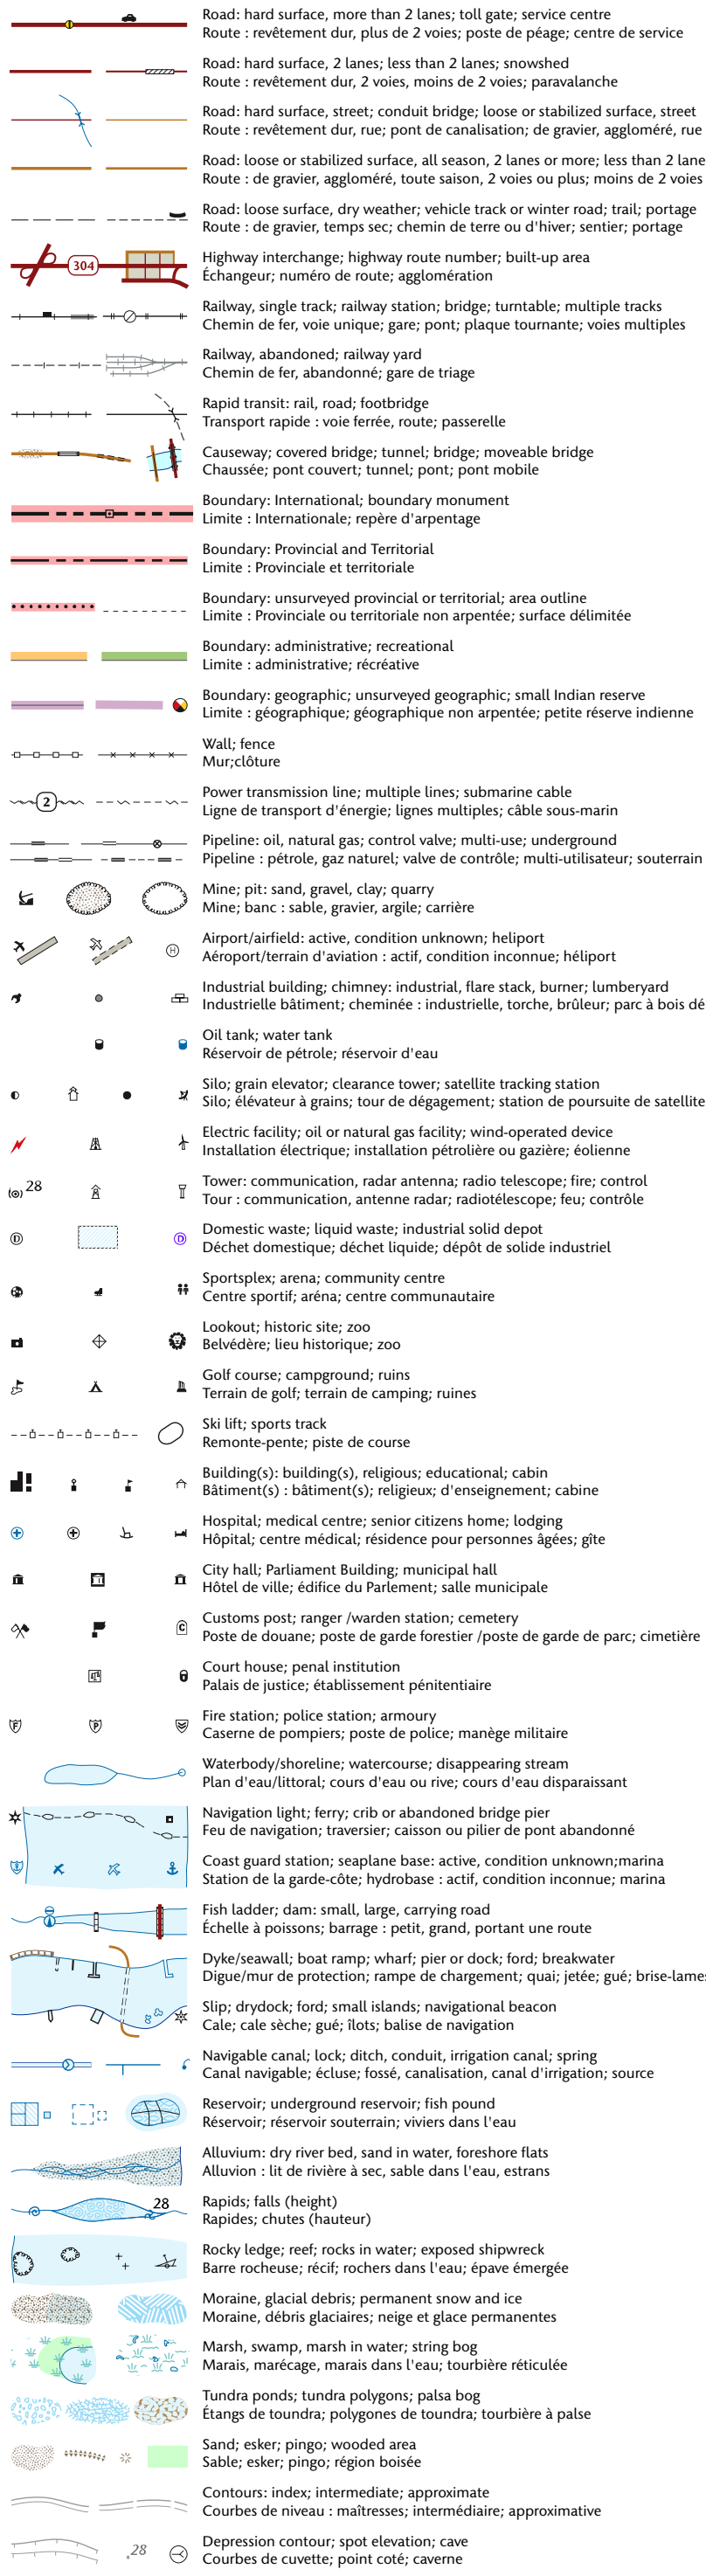 Road: hard surface, more than 2 lanes; toll gate; service centre
Route : revêtement dur, plus de 2 voies; poste de péage; centre de service
Road: hard surface, 2 lanes; less than 2 lanes; snowshed
Route : revêtement dur, 2 voies, moins de 2 voies; paravalanche
Road: hard surface, street; conduit bridge; loose or stabilized surface, street
Route : revêtement dur, rue; pont de canalisation; de gravier, aggloméré, rue
Road: loose or stabilized surface, all season, 2 lanes or more; less than 2 lane
Route : de gravier, aggloméré, toute saison, 2 voies ou plus; moins de 2 voies
Road: loose surface, dry weather; vehicle track or winter road; trail; portage
Route : de gravier, temps sec; chemin de terre ou d'hiver; sentier; portage
304
Highway interchange; highway route number; built-up area
Échangeur; numéro de route; agglomération
Railway, single track; railway station; bridge; turntable; multiple tracks
Chemin de fer, voie unique; gare; pont; plaque tournante; voies multiples
Railway, abandoned; railway yard
Chemin de fer, abandonné; gare de triage
Rapid transit: rail, road; footbridge
Transport rapide : voie ferrée, route; passerelle
Causeway; covered bridge; tunnel; bridge; moveable bridge
Chaussée; pont couvert; tunnel; pont; pont mobile
Boundary: International; boundary monument
Limite : Internationale; repère d'arpentage
Boundary: Provincial and Territorial
Limite : Provinciale et territoriale
Boundary: unsurveyed provincial or territorial; area outline
Limite : Provinciale ou territoriale non arpentée; surface délimitée
Boundary: administrative; recreational
Limite : administrative; récréative
Boundary: geographic; unsurveyed geographic; small Indian reserve
Limite : géographique; géographique non arpentée; petite réserve indienne
Wall; fence
Mur;clôture
2
Power transmission line; multiple lines; submarine cable
Ligne de transport d'énergie; lignes multiples; câble sous-marin
Pipeline: oil, natural gas; control valve; multi-use; underground
Pipeline : pétrole, gaz naturel; valve de contrôle; multi-utilisateur; souterrain
Mine; pit: sand, gravel, clay; quarry
Mine; banc : sable, gravier, argile; carrière
H
Airport/airfield: active, condition unknown; heliport
Aéroport/terrain d'aviation : actif, condition inconnue; héliport
Industrial building; chimney: industrial, flare stack, burner; lumberyard
Industrielle bâtiment; cheminée : industrielle, torche, brûleur; parc à bois dé
Oil tank; water tank
Réservoir de pétrole; réservoir d'eau
Silo; grain elevator; clearance tower; satellite tracking station
Silo; élévateur à grains; tour de dégagement; station de poursuite de satellite
Electric facility; oil or natural gas facility; wind-operated device
Installation électrique; installation pétrolière ou gazière; éolienne
28
Tower: communication, radar antenna; radio telescope; fire; control
Tour : communication, antenne radar; radiotélescope; feu; contrôle
D D
Domestic waste; liquid waste; industrial solid depot
Déchet domestique; déchet liquide; dépôt de solide industriel
Sportsplex; arena; community centre
Centre sportif; aréna; centre communautaire
Lookout; historic site; zoo
Belvédère; lieu historique; zoo
Golf course; campground; ruins
Terrain de golf; terrain de camping; ruines
Ski lift; sports track
Remonte-pente; piste de course
Building(s): building(s), religious; educational; cabin
Bâtiment(s) : bâtiment(s); religieux; d'enseignement; cabine
Hospital; medical centre; senior citizens home; lodging
Hôpital; centre médical; résidence pour personnes âgées; gîte
City hall; Parliament Building; municipal hall
Hôtel de ville; édifice du Parlement; salle municipale
C
Customs post; ranger /warden station; cemetery
Poste de douane; poste de garde forestier /poste de garde de parc; cimetière
Court house; penal institution
Palais de justice; établissement pénitentiaire
F P
Fire station; police station; armoury
Caserne de pompiers; poste de police; manège militaire
Waterbody/shoreline; watercourse; disappearing stream
Plan d'eau/littoral; cours d'eau ou rive; cours d'eau disparaissant
Navigation light; ferry; crib or abandoned bridge pier
Feu de navigation; traversier; caisson ou pilier de pont abandonné
Coast guard station; seaplane base: active, condition unknown;marina
Station de la garde-côte; hydrobase : actif, condition inconnue; marina
Fish ladder; dam: small, large, carrying road
Échelle à poissons; barrage : petit, grand, portant une route
Dyke/seawall; boat ramp; wharf; pier or dock; ford; breakwater
Digue/mur de protection; rampe de chargement; quai; jetée; gué; brise-lames
Slip; drydock; ford; small islands; navigational beacon
Cale; cale sèche; gué; îlots; balise de navigation
Navigable canal; lock; ditch, conduit, irrigation canal; spring
Canal navigable; écluse; fossé, canalisation, canal d'irrigation; source
Reservoir; underground reservoir; fish pound
Réservoir; réservoir souterrain; viviers dans l'eau
Alluvium: dry river bed, sand in water, foreshore flats
Alluvion : lit de rivière à sec, sable dans l'eau, estrans
28
Rapids; falls (height)
Rapides; chutes (hauteur)
Rocky ledge; reef; rocks in water; exposed shipwreck
Barre rocheuse; récif; rochers dans l'eau; épave émergée
Moraine, glacial debris; permanent snow and ice
Moraine, débris glaciaires; neige et glace permanentes
Marsh, swamp, marsh in water; string bog
Marais, marécage, marais dans l'eau; tourbière réticulée
Tundra ponds; tundra polygons; palsa bog
Étangs de toundra; polygones de toundra; tourbière à palse
Sand; esker; pingo; wooded area
Sable; esker; pingo; région boisée
Contours: index; intermediate; approximate
Courbes de niveau : maîtresses; intermédiaire; approximative
.28
Depression contour; spot elevation; cave
Courbes de cuvette; point coté; caverne